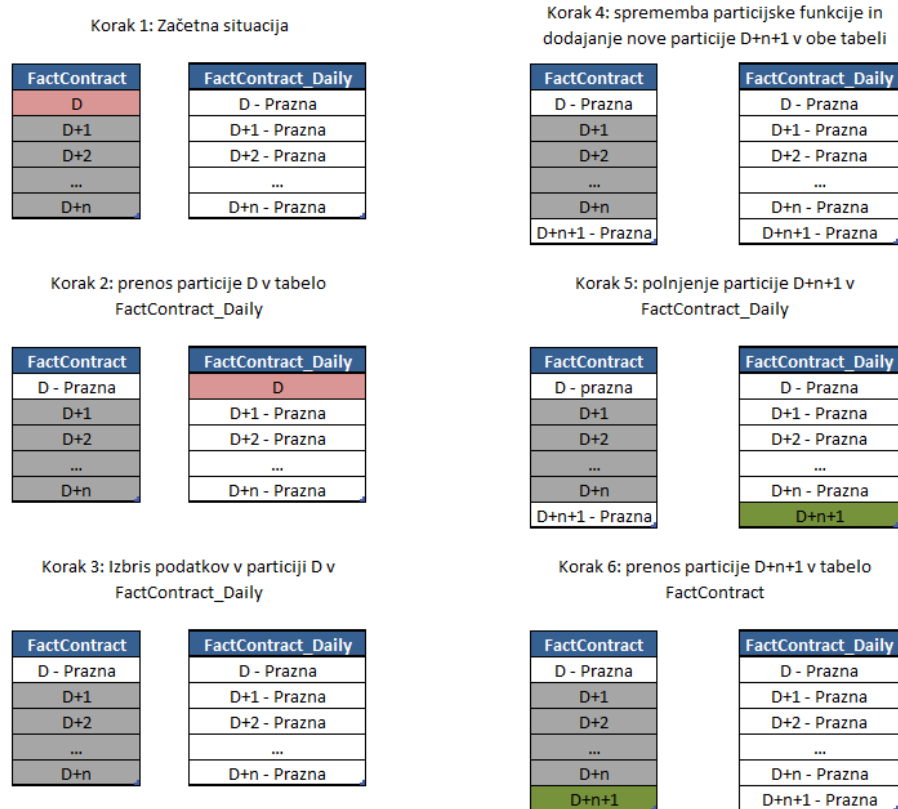 Korak 1: Začetna situacija
FactContract
D
D+1
D+2
...
D+n
FactContract_Daily
D - Prazna
D+1 - Prazna
D+2 - Prazna
...
D+n - Prazna
Korak 2: prenos particije D v tabelo
FactContract_Daily
FactContract
D - Prazna
D+1
D+2
...
D+n
FactContract_Daily
D
D+1 - Prazna
D+2 - Prazna
...
D+n - Prazna
Korak 3: Izbris podatkov v particiji D v
FactContract_Daily
FactContract
D - Prazna
D+1
D+2
...
D+n
FactContract_Daily
D - Prazna
D+1 - Prazna
D+2 - Prazna
...
D+n - Prazna
Korak 4: sprememba particijske funkcije in
dodajanje nove particije D+n+1 v obe tabeli
FactContract
D - Prazna
D+1
D+2
...
D+n
D+n+1 - Prazna
FactContract_Daily
D - Prazna
D+1 - Prazna
D+2 - Prazna
...
D+n - Prazna
D+n+1 - Prazna
Korak 5: polnjenje particije D+n+1 v
FactContract_Daily
FactContract
D - prazna
D+1
D+2
...
D+n
D+n+1 - Prazna
FactContract_Daily
D - Prazna
D+1 - Prazna
D+2 - Prazna
...
D+n - Prazna
D+n+1
Korak 6: prenos particije D+n+1 v tabelo
FactContract
FactContract
D - Prazna
D+1
D+2
...
D+n
D+n+1
FactContract_Daily
D - Prazna
D+1 - Prazna
D+2 - Prazna
...
D+n - Prazna
D+n+1 - Prazna